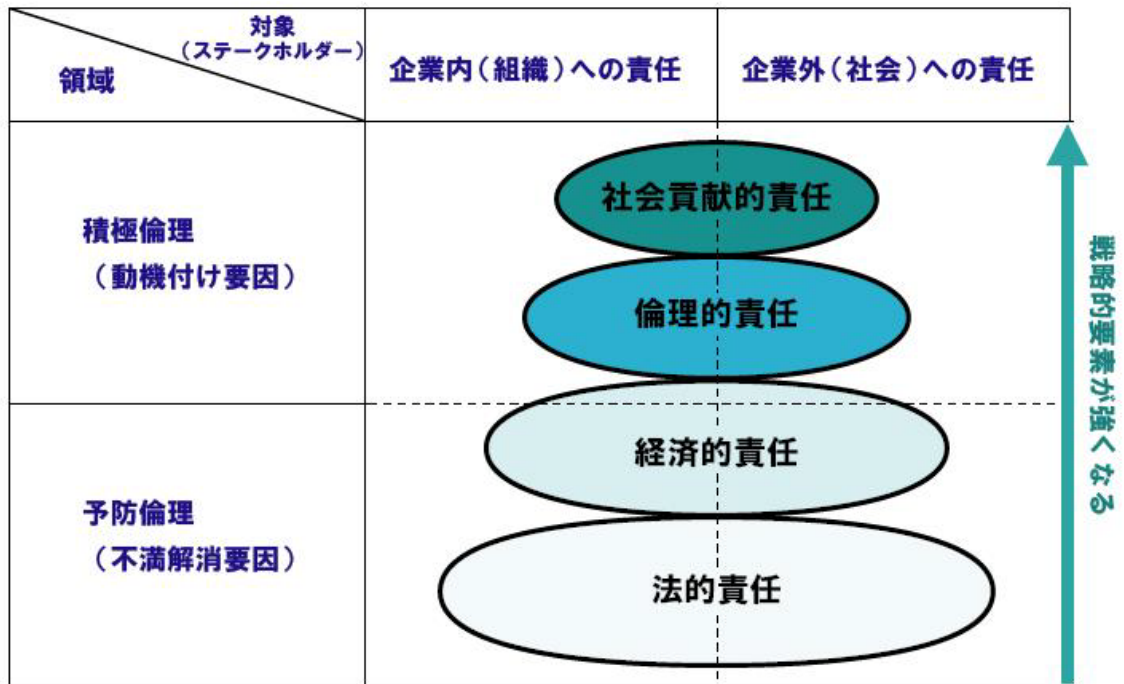 対象
(ステークホルダー)
領域
企業内(組織)への責任
企業外(社会)への責任
積極倫理
(動機付け要因)
社会貢献的責任
倫理的責任
経済的責任
予防倫理
(不満解消要因)
法的責任
戦略的要素が強くなる